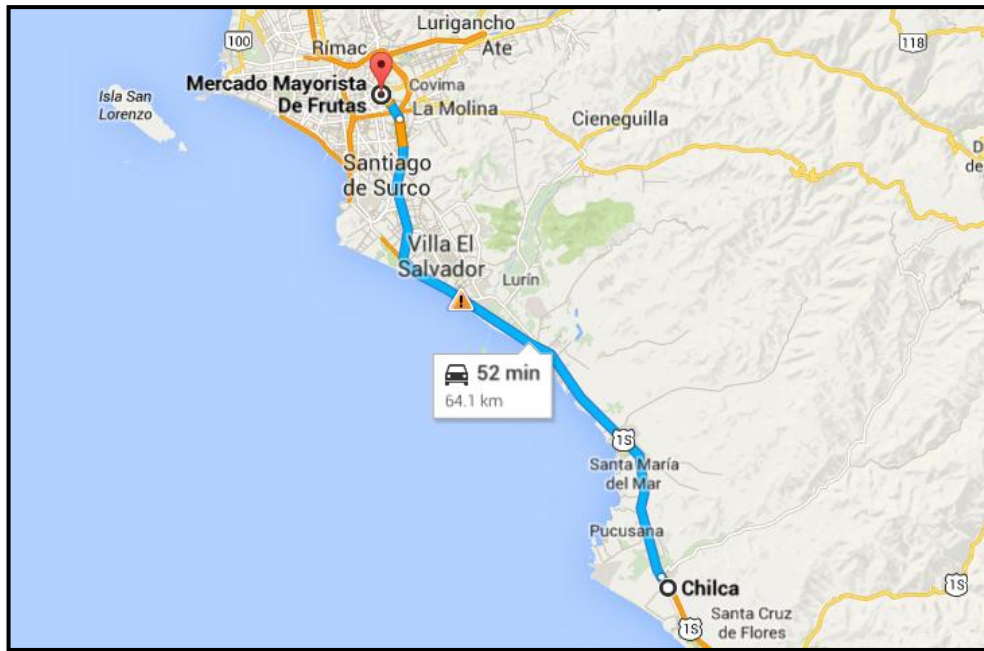 Lurigancho
100
Rímac
Ate
118
Mercado Mayorista
De Frutas
Covima
La Molina
Isla San
Lorenzo
Cieneguilla
D
de
Santiago
de Surco
Villa El
Salvador
Lurín
!
52 min
64.1 km
1S
Santa María
del Mar
Pucusana
Chilca
1S
Santa Cruz
de Flores
1S